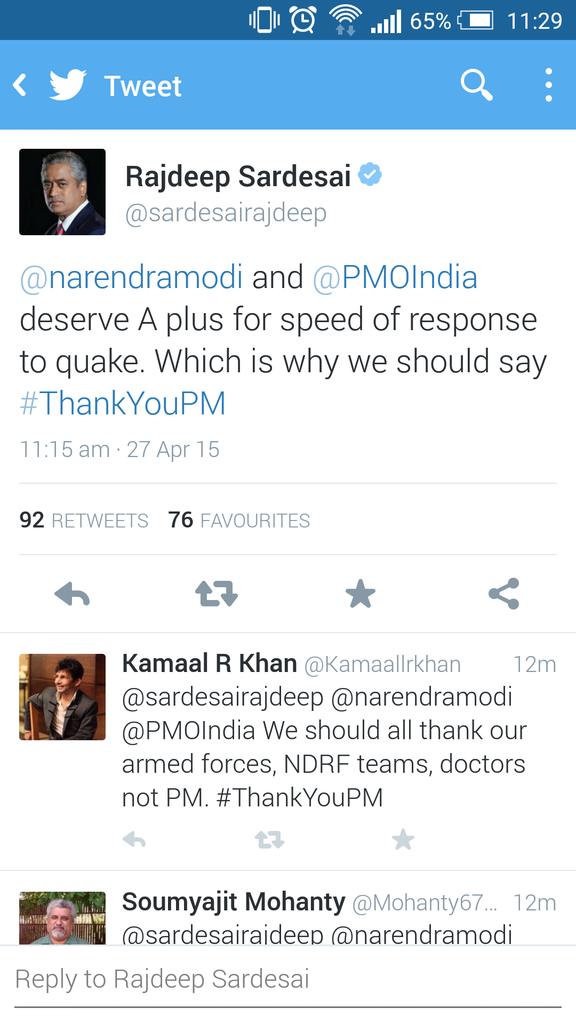 65% 11:29
Tweet
Rajdeep Sardesai
@sardesairajdeep
@narendramodi and @PMOIndia
deserve A plus for speed of response
to quake. Which is why we should say
#ThankYouPM
11:15 am · 27 Apr 15
92 RETWEETS 76 FAVOURITES
Kamaal R Khan @Kamaallrkhan 12m
@sardesairajdeep @narendramodi
@PMOIndia We should all thank our
armed forces, NDRF teams, doctors
not PM. #ThankYouPM
Soumyajit Mohanty @Mohanty67... 12m
@sardesairajdeep @narendramodi
Reply to Rajdeep Sardesai